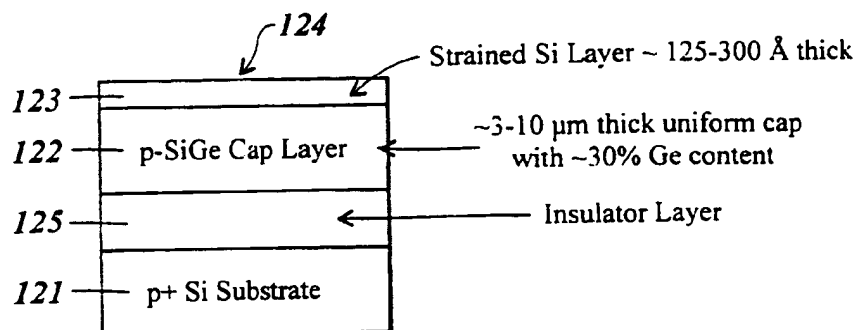 124
Strained Si Layer ~ 125-300 Å thick
123
122
p-SiGe Cap Layer
~3-10 µm thick uniform cap
with ~30% Ge content
125
Insulator Layer
121
p+ Si Substrate